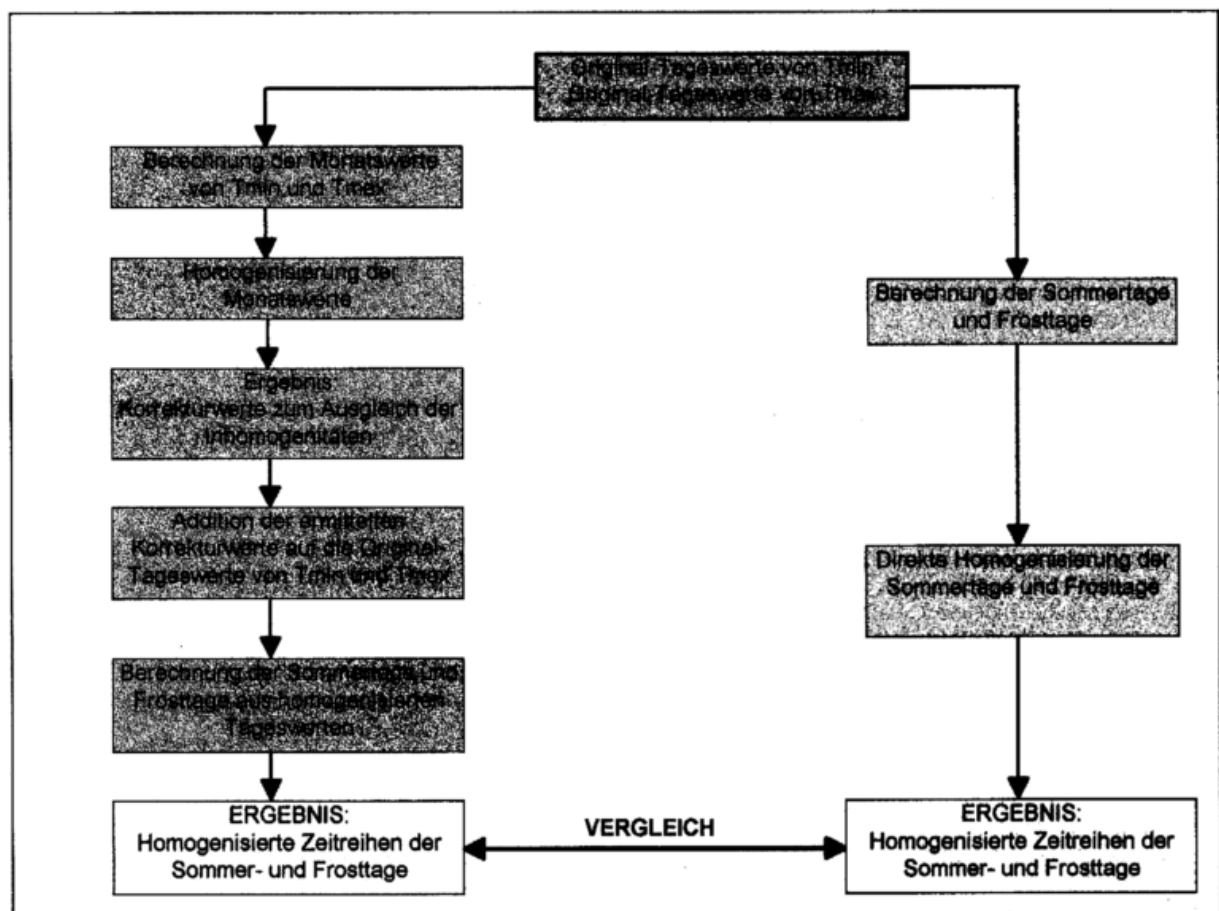 Original-Tageswerte von Tmin
Original-Tageswerte von Tmax
Berechnung der Monatswerte
von Tmin und Tmax
Homogenisierung der
Monatswerte
Berechnung der Sommertage
und Frosttage
Ergebnis:
Korrekturwerte zum Ausgleich der
Inhomogenitäten
Addition der ermittelten
Korrekturwerte auf die Original-
Tageswerte von Tmin und Tmax
Direkte Homogenisierung der
Sommertage und Frosttage
Berechnung der Sommertage und
Frosttage aus homogenisierten
Tageswerten
ERGEBNIS:
Homogenisierte Zeitreihen der
Sommer- und Frosttage
VERGLEICH
ERGEBNIS:
Homogenisierte Zeitreihen der
Sommer- und Frosttage